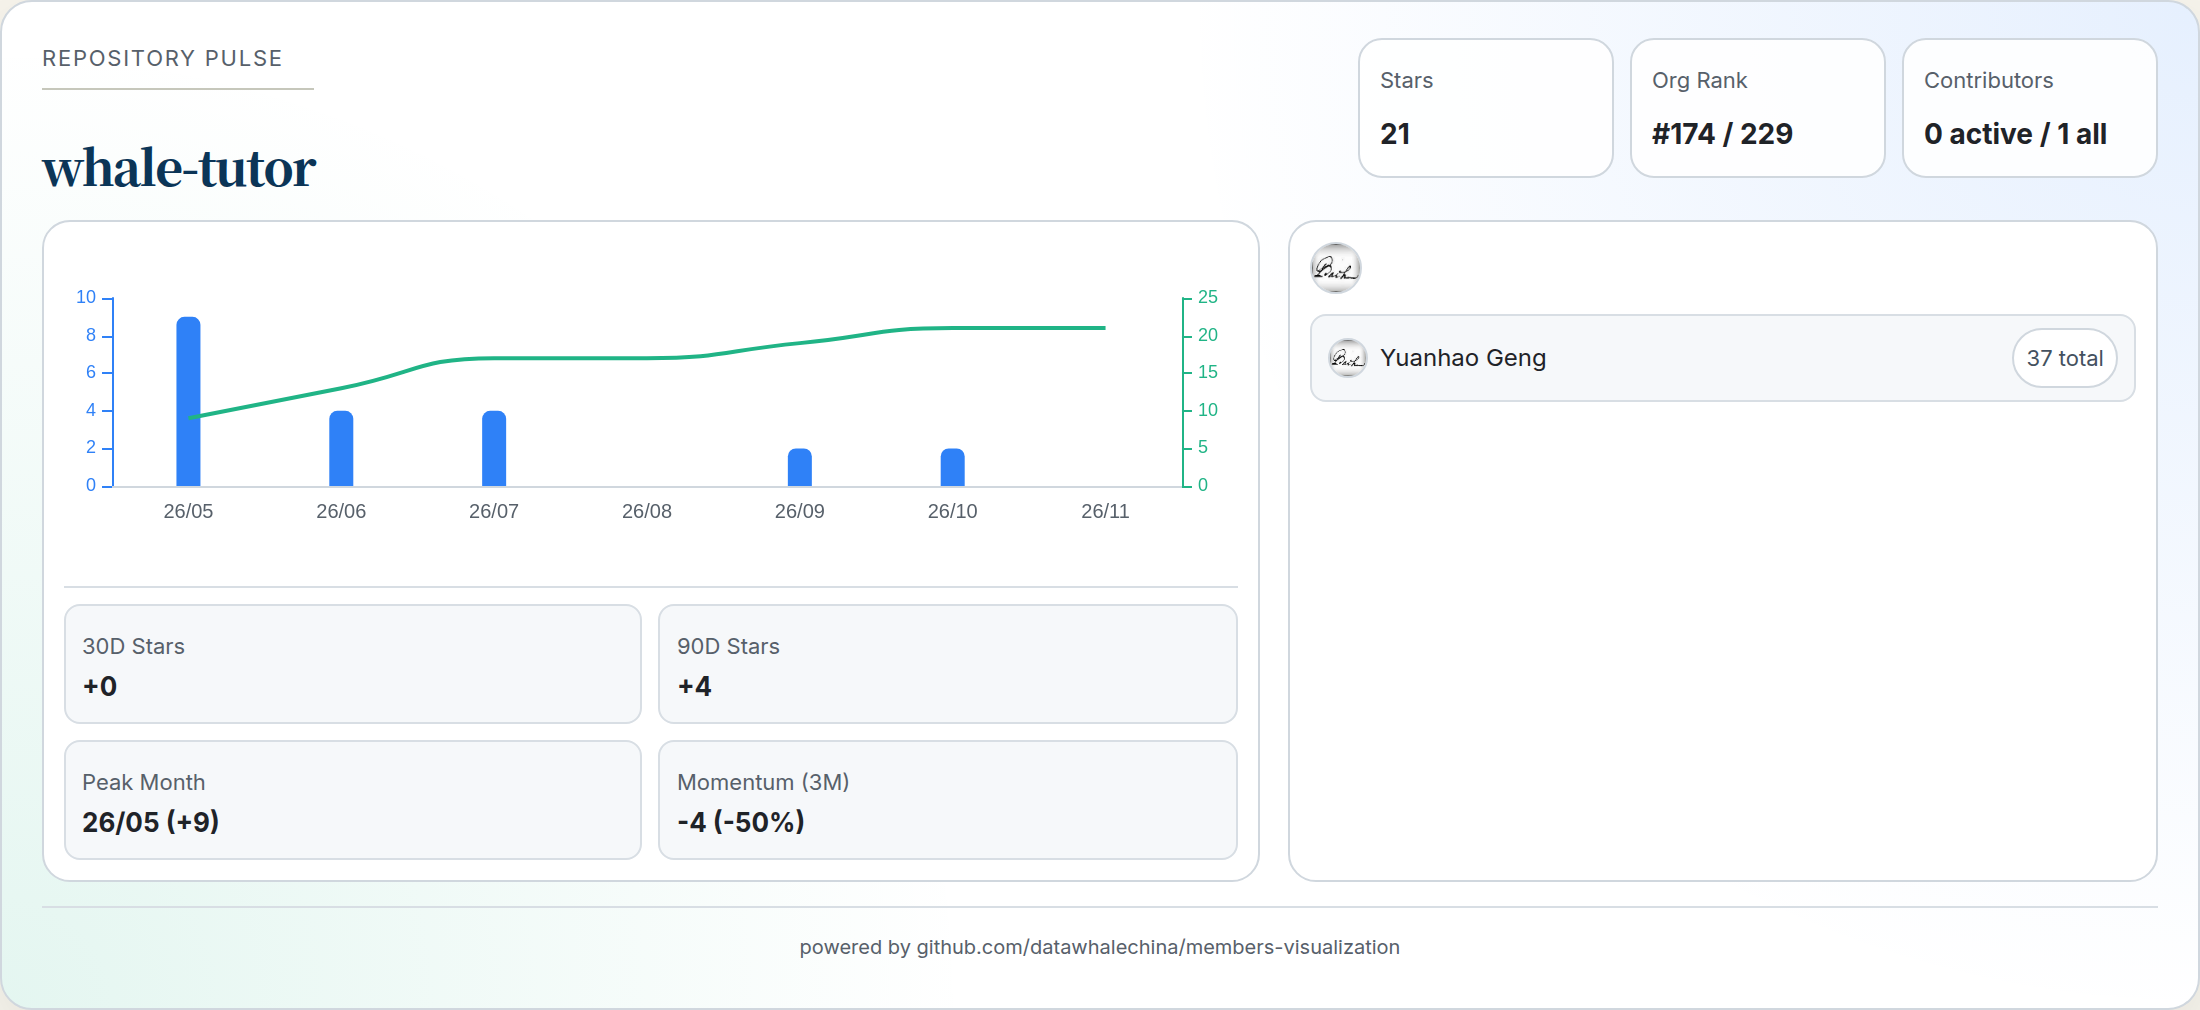 REPOSITORY PULSE
whale-tutor
Stars
21
Org Rank
#174 / 229
Contributors
0 active / 1 all
10
8
6
4
2
0
25
20
15
10
5
0
26/05
26/06
26/07
26/08
26/09
26/10
26/11
30D Stars
+0
90D Stars
+4
Peak Month
26/05 (+9)
Momentum (3M)
-4 (-50%)
Bach
Bach
Yuanhao Geng
37 total
powered by github.com/datawhalechina/members-visualization